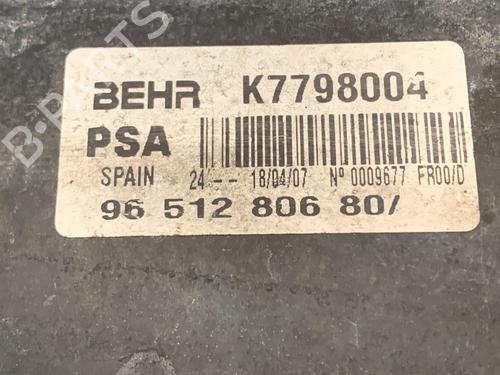 BEHR K7798004
PSA
SPAIN 24-- 18/04/07 Nº 0009677 FR00/D
96 512 806 80/
B-PARTS